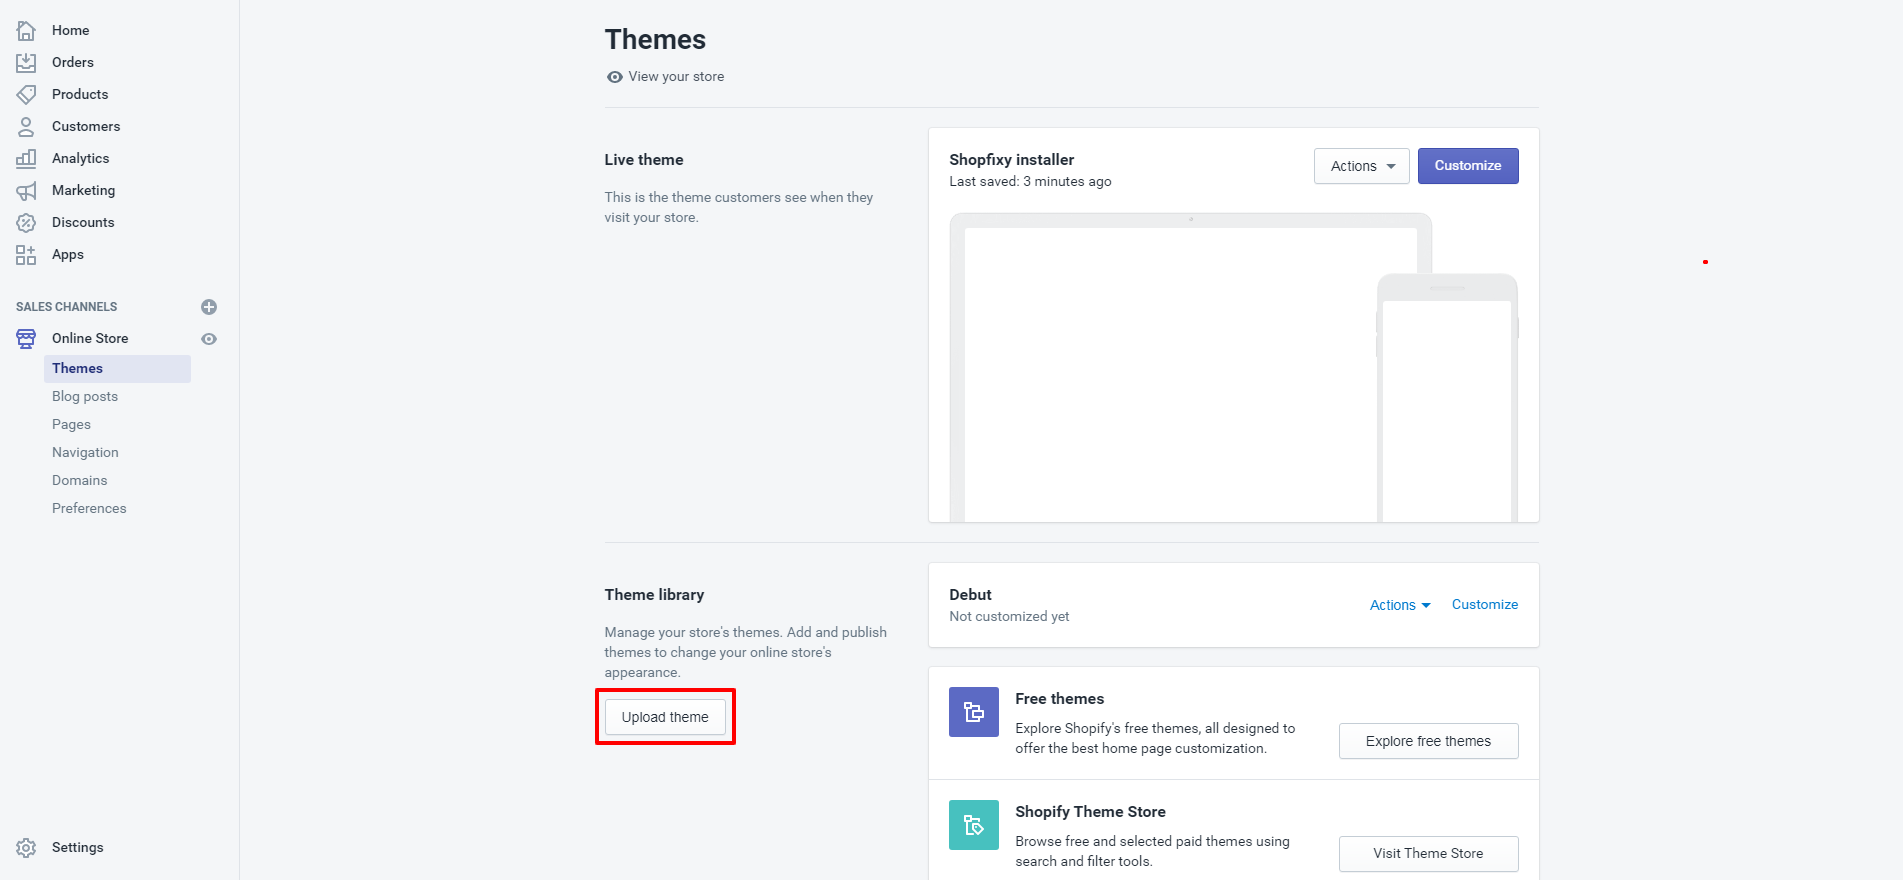 Home
Orders
Products
Customers
Analytics
Marketing
Discounts
Apps
SALES CHANNELS
Online Store
Themes
Blog posts
Pages
Navigation
Domains
Preferences
Settings
Themes
View your store
Live theme
This is the theme customers see when they
visit your store.
Shopfixy installer
Last saved: 3 minutes ago
Actions
Customize
Theme library
Manage your store's themes. Add and publish
themes to change your online store's
appearance.
Upload theme
Debut
Not customized yet
Actions
Customize
Free themes
Explore Shopify's free themes, all designed to
offer the best home page customization.
Explore free themes
Shopify Theme Store
Browse free and selected paid themes using
search and filter tools.
Visit Theme Store